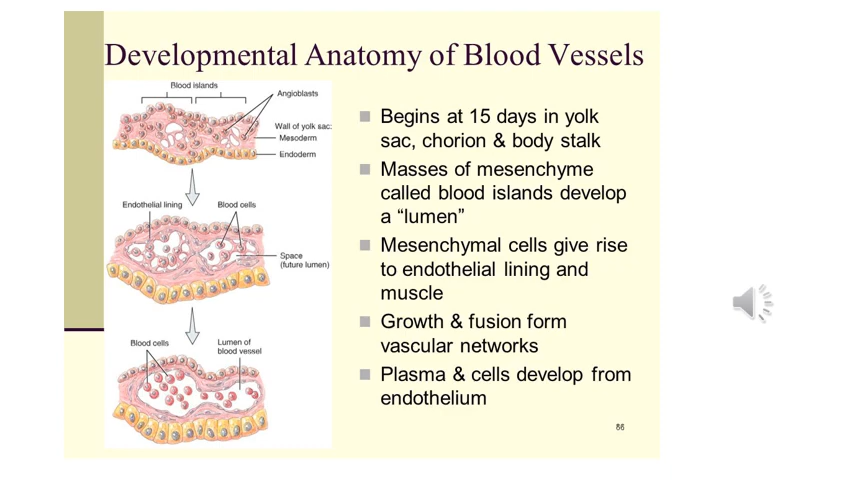 Developmental Anatomy of Blood Vessels
Blood islands
Angioblasts
Wall of yolk sac:
Mesoderm
Endoderm
Endothelial lining
Blood cells
Space
(future lumen)
Blood cells
Lumen of
blood vessel
Begins at 15 days in yolk
sac, chorion & body stalk
Masses of mesenchyme
called blood islands develop
a “lumen”
Mesenchymal cells give rise
to endothelial lining and
muscle
Growth & fusion form
vascular networks
Plasma & cells develop from
endothelium